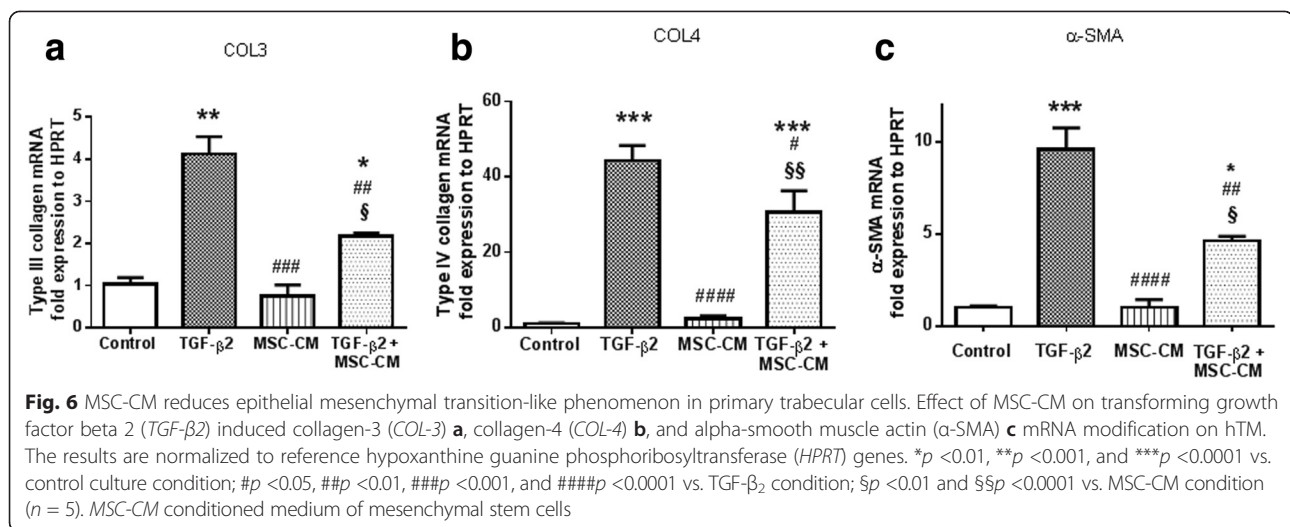 a
COL3
Type III collagen mRNA
fold expression to HPRT
5
4
3
2
1
0
**
###
*
##
§
Control
TGF-β2
MSC-CM
TGF-β2 +
MSC-CM
b
COL4
Type IV collagen mRNA
fold expression to HPRT
60
40
20
0
***
####
***
#
§§
Control
TGF-β2
MSC-CM
TGF-β2 +
MSC-CM
c
α-SMA
α-SMA mRNA
fold expression to HPRT
10
5
0
***
####
*
##
§
Control
TGF-β2
MSC-CM
TGF-β2 +
MSC-CM
Fig. 6 MSC-CM reduces epithelial mesenchymal transition-like phenomenon in primary trabecular cells. Effect of MSC-CM on transforming growth
factor beta 2 (TGF-β2) induced collagen-3 (COL-3) a, collagen-4 (COL-4) b, and alpha-smooth muscle actin (α-SMA) c mRNA modification on hTM.
The results are normalized to reference hypoxanthine guanine phosphoribosyltransferase (HPRT) genes. *p <0.01, **p <0.001, and ***p <0.0001 vs.
control culture condition; #p <0.05, ##p <0.01, ###p <0.001, and ####p <0.0001 vs. TGF-β₂ condition; §p <0.01 and §§p <0.0001 vs. MSC-CM condition
(n = 5). MSC-CM conditioned medium of mesenchymal stem cells